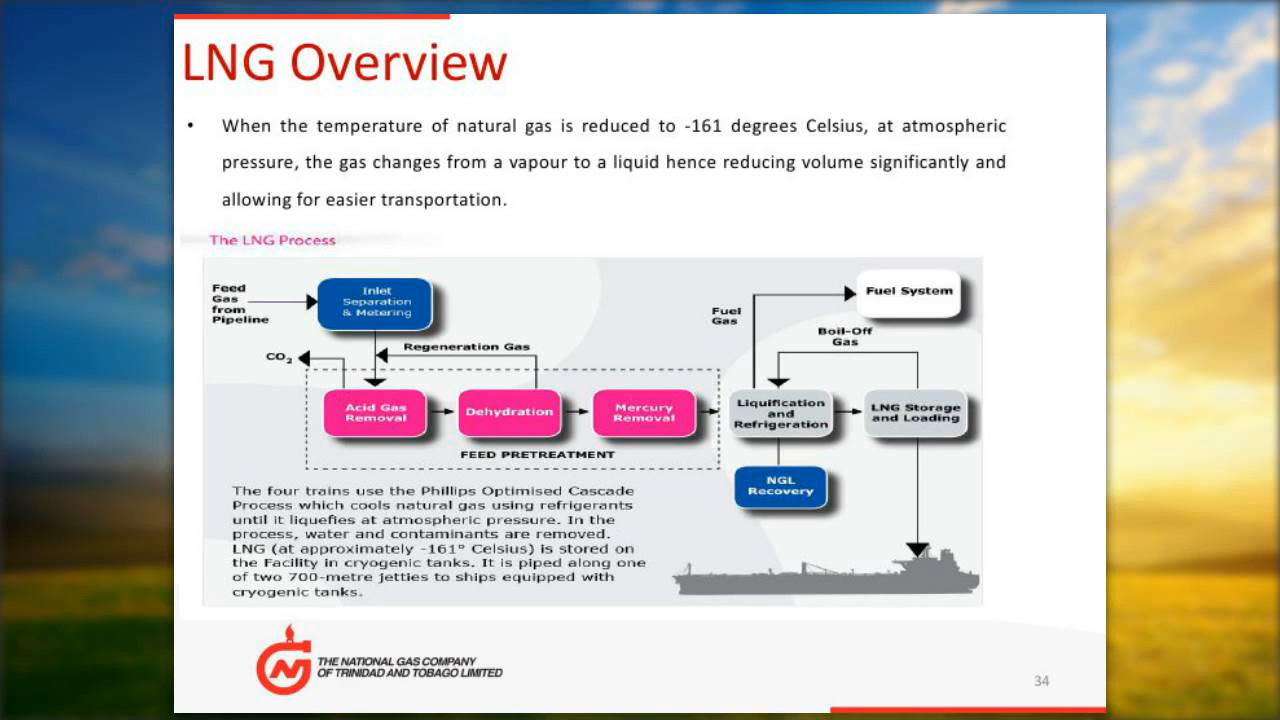 LNG Overview
• When the temperature of natural gas is reduced to -161 degrees Celsius, at atmospheric
pressure, the gas changes from a vapour to a liquid hence reducing volume significantly and
allowing for easier transportation.
The LNG Process
Feed
Gas
from
Pipeline
Inlet
Separation
& Metering
Fuel System
Fuel
Gas
Boil-Off
Gas
CO2
Regeneration Gas
Acid Gas
Removal
Dehydration
Mercury
Removal
Liquification
and
Refrigeration
LNG Storage
and Loading
FEED PRETREATMENT
NGL
Recovery
The four trains use the Phillips Optimised Cascade
Process which cools natural gas using refrigerants
until it liquefies at atmospheric pressure. In the
process, water and contaminants are removed.
LNG (at approximately -161° Celsius) is stored on
the Facility in cryogenic tanks. It is piped along one
of two 700-metre jetties to ships equipped with
cryogenic tanks.
THE NATIONAL GAS COMPANY
OF TRINIDAD AND TOBAGO LIMITED
34